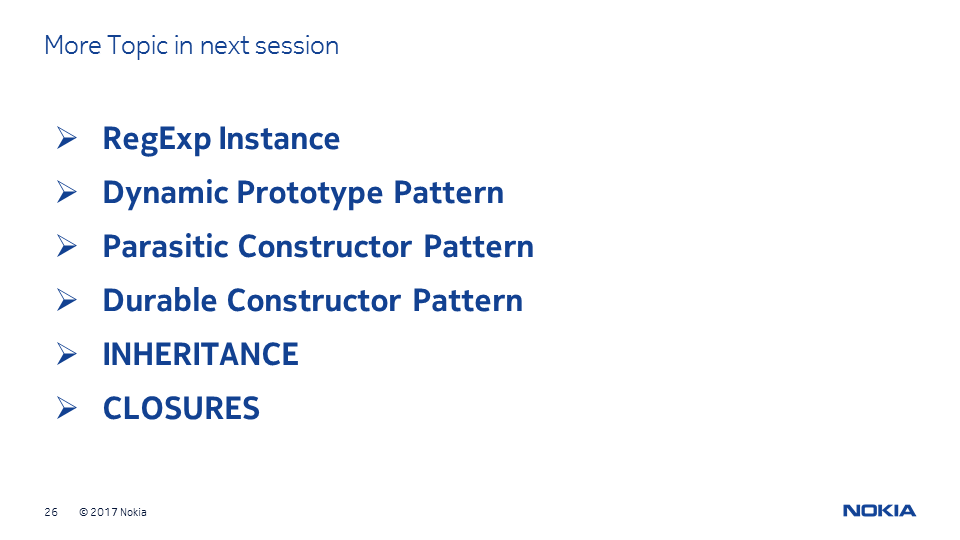 More Topic in next session
➢ RegExp Instance
➢ Dynamic Prototype Pattern
➢ Parasitic Constructor Pattern
➢ Durable Constructor Pattern
➢ INHERITANCE
➢ CLOSURES
26 © 2017 Nokia
NOKIA